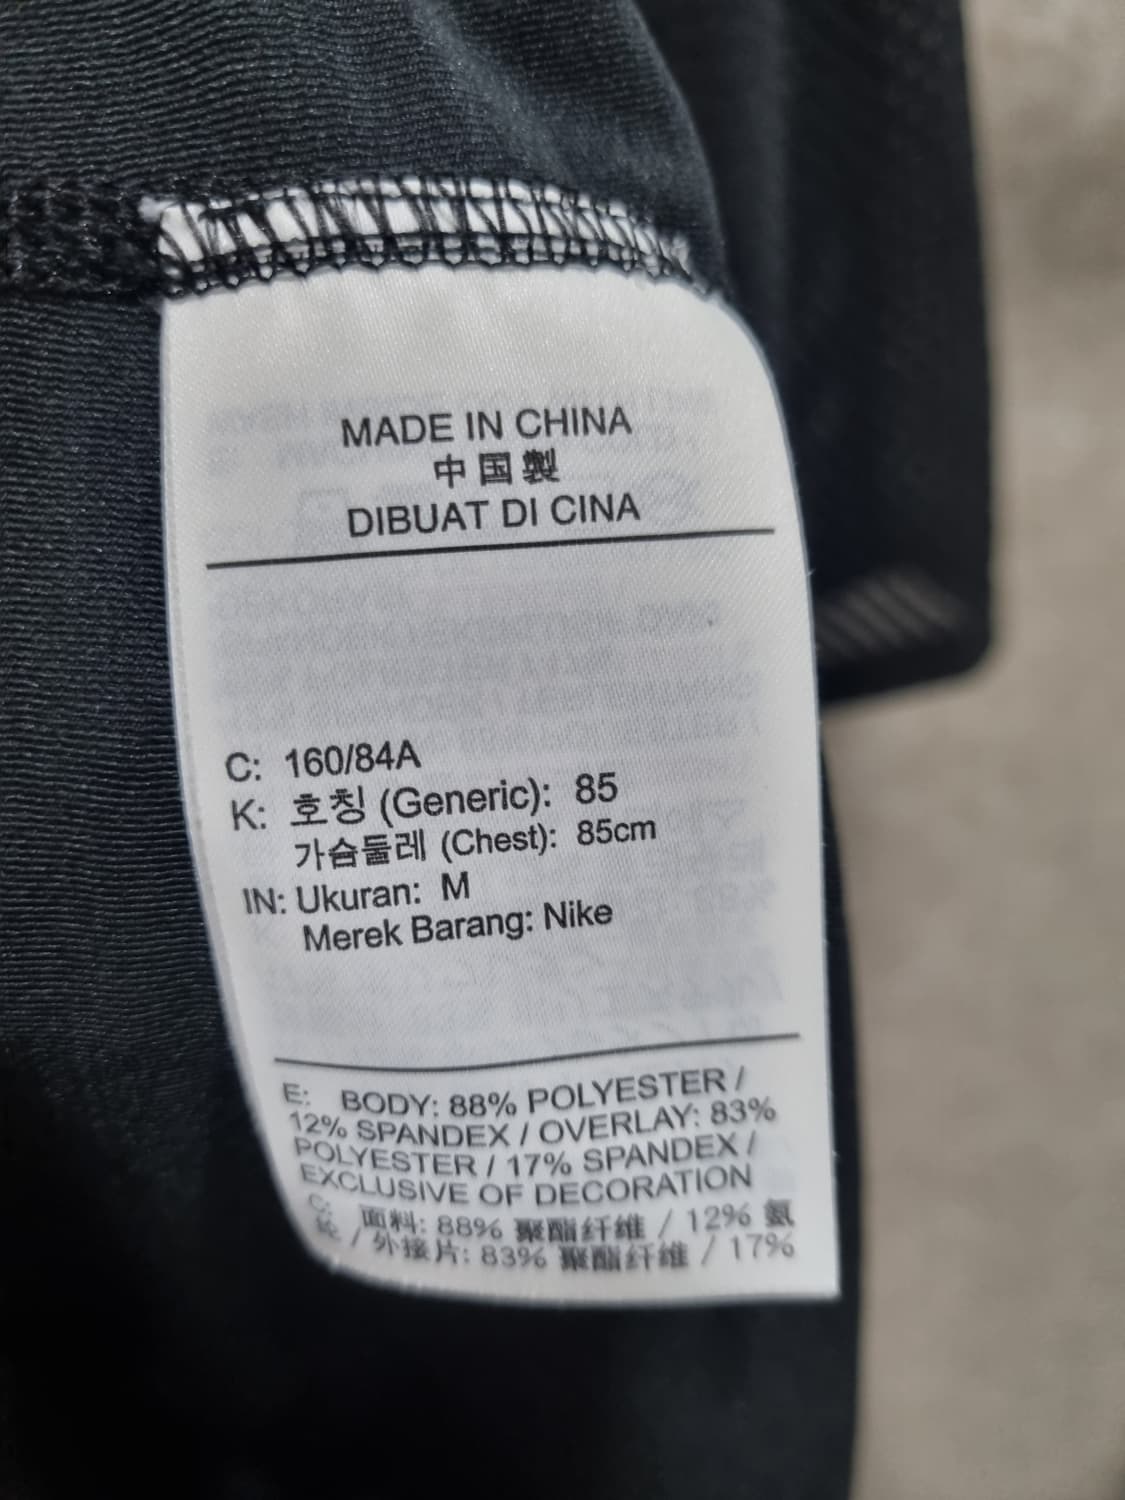 MADE IN CHINA
中国製
DIBUAT DI CINA
C: 160/84A
K: 호칭 (Generic): 85
가슴둘레 (Chest): 85cm
IN: Ukuran: M
Merek Barang: Nike
E: BODY: 88% POLYESTER /
12% SPANDEX / OVERLAY: 83%
POLYESTER / 17% SPANDEX /
EXCLUSIVE OF DECORATION
C: 面料: 88% 聚酯纤维 / 12% 氨
纶 / 外接片: 83% 聚酯纤维 / 17%